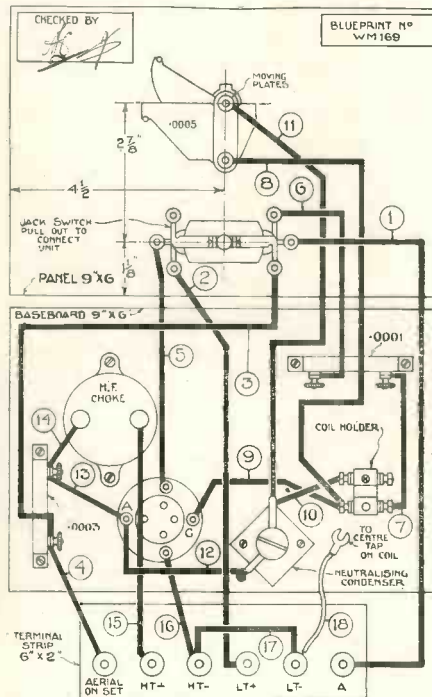 CHECKED BY
BLUEPRINT Nº
WM169
MOVING
PLATES
·0005
11
2 7/8"
8
6
4 1/2
1
JACK SWITCH
PULL OUT TO
CONNECT
UNIT
2
1 1/8"
PANEL 9"X6
BASEBOARD 9"X6"
3
·0001
5
H.F.
CHOKE
14
COIL HOLDER
13
9
A
G
10
7
·0003
TO
CENTRE
TAP
ON COIL
12
4
NEUTRALISING
CONDENSER
15
16
17
18
TERMINAL
STRIP
6"X2"
AERIAL
ON SET
HT+
HT-
LT+
LT-
A